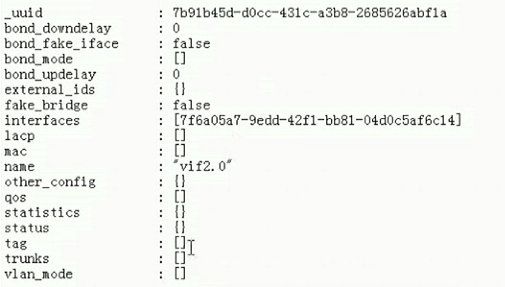 _uuid : 7b91b45d-d0cc-431c-a3b8-2685626abf1a
bond_downdelay : 0
bond_fake_iface : false
bond_mode : []
bond_updelay : 0
external_ids : {}
fake_bridge : false
interfaces : [7f6a05a7-9edd-42f1-bb81-04d0c5af6c14]
lacp : []
mac : []
name : "vif2.0"
other_config : {}
qos : []
statistics : {}
status : {}
tag : []
trunks : []
vlan_mode : []